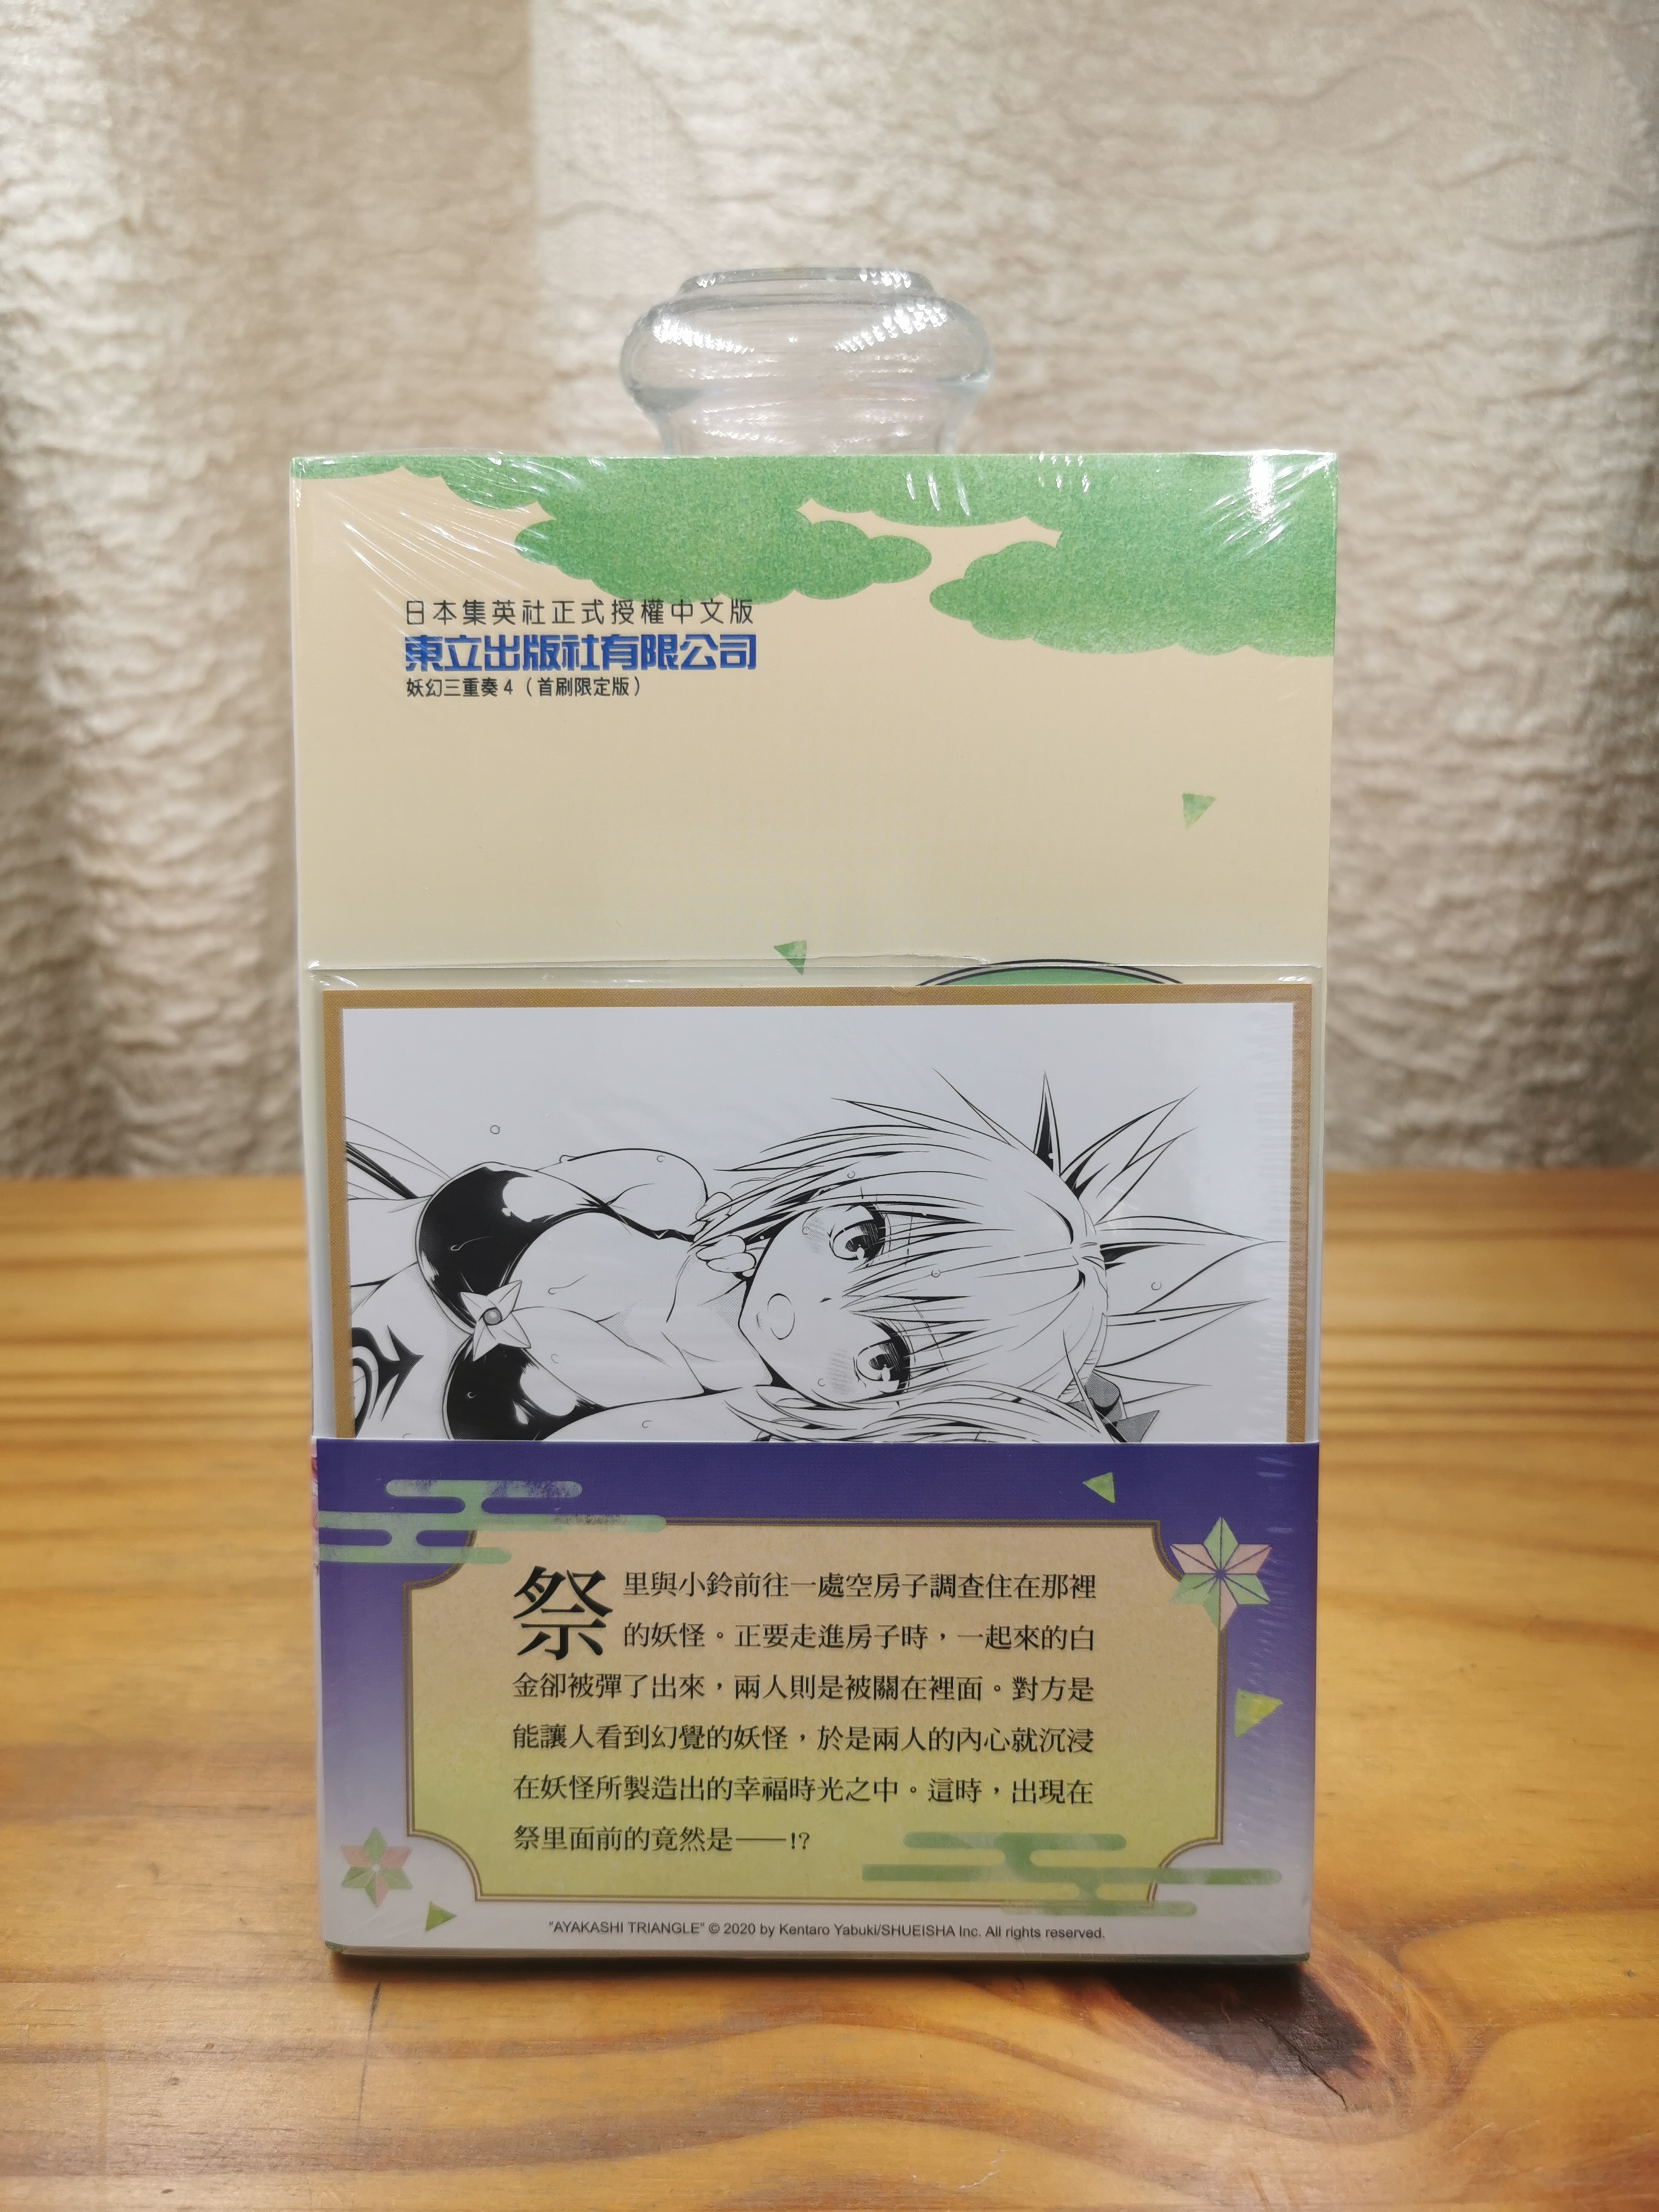 日本集英社正式授權中文版
東立出版社有限公司
妖幻三重奏 4（首刷限定版）
祭里與小鈴前往一處空房子調查住在那裡
的妖怪。正要走進房子時，一起來的白
金卻被彈了出來，兩人則是被關在裡面。對方是
能讓人看到幻覺的妖怪，於是兩人的內心就沉浸
在妖怪所製造出的幸福時光之中。這時，出現在
祭里面前的竟然是——!?
"AYAKASHI TRIANGLE" © 2020 by Kentaro Yabuki/SHUEISHA Inc. All rights reserved.